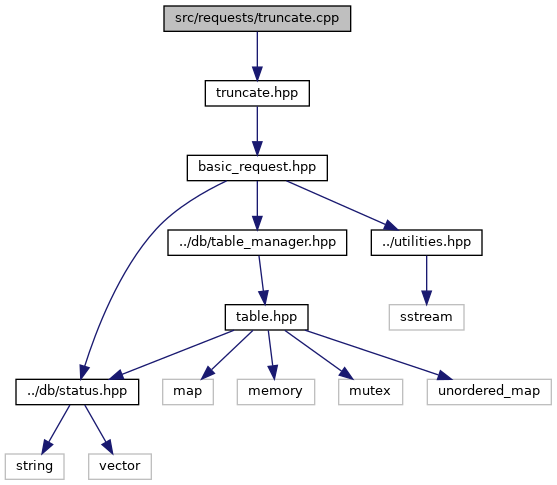 src/requests/truncate.cpp
truncate.hpp
basic_request.hpp
../db/table_manager.hpp
../utilities.hpp
table.hpp
sstream
../db/status.hpp
map
memory
mutex
unordered_map
string
vector